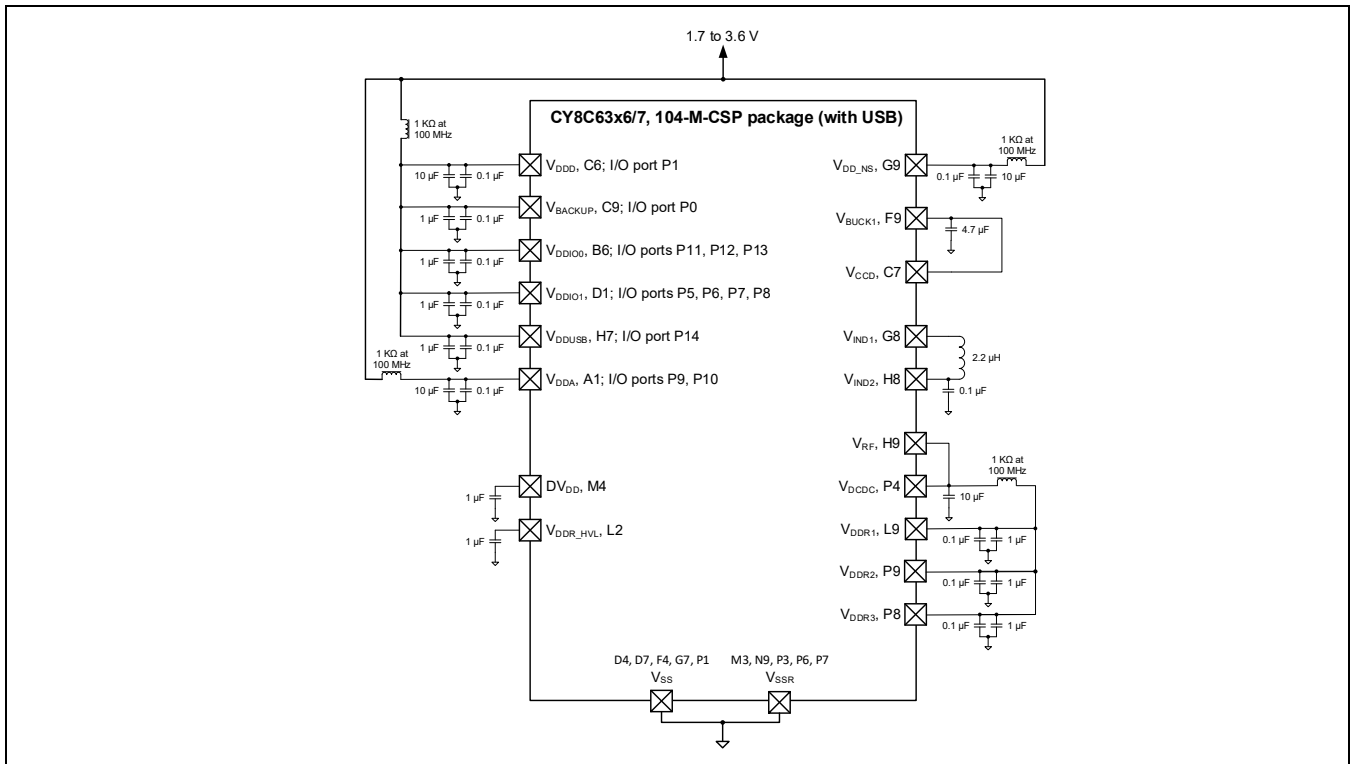 1.7 to 3.6 V
CY8C63x6/7, 104-M-CSP package (with USB)
1 KΩ at
100 MHz
VDDD, C6; I/O port P1
10 µF
0.1 µF
VBACKUP, C9; I/O port P0
1 µF
0.1 µF
VDDIO0, B6; I/O ports P11, P12, P13
1 µF
0.1 µF
VDDIO1, D1; I/O ports P5, P6, P7, P8
1 µF
0.1 µF
VDDUSB, H7; I/O port P14
1 µF
0.1 µF
1 KΩ at
100 MHz
VDDA, A1; I/O ports P9, P10
10 µF
0.1 µF
DVDD, M4
1 µF
VDDR_HVL, L2
1 µF
1 KΩ at
100 MHz
VDD_NS, G9
0.1 µF
10 µF
VBUCK1, F9
4.7 µF
VCCD, C7
VIND1, G8
2.2 µH
VIND2, H8
0.1 µF
VRF, H9
1 KΩ at
100 MHz
VDCDC, P4
10 µF
VDDR1, L9
0.1 µF
1 µF
VDDR2, P9
0.1 µF
1 µF
VDDR3, P8
0.1 µF
1 µF
D4, D7, F4, G7, P1
VSS
M3, N9, P3, P6, P7
VSSR